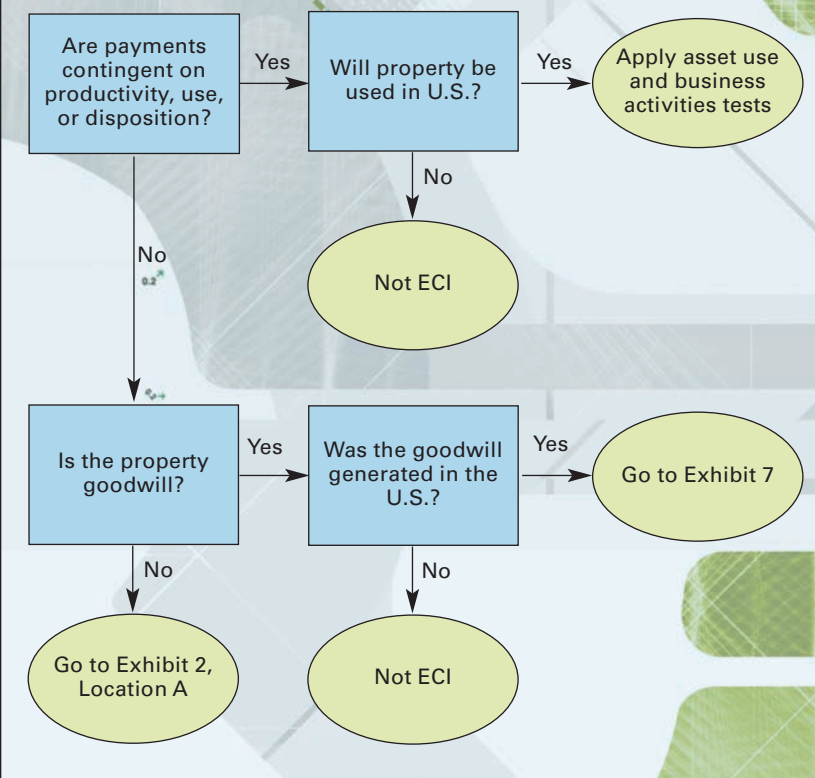 Are payments
contingent on
productivity, use,
or disposition?
Yes
Will property be
used in U.S.?
Yes
Apply asset use
and business
activities tests
No
Not ECI
No
0.2
Is the property
goodwill?
Yes
Was the goodwill
generated in the
U.S.?
Yes
Go to Exhibit 7
No
Go to Exhibit 2,
Location A
No
Not ECI